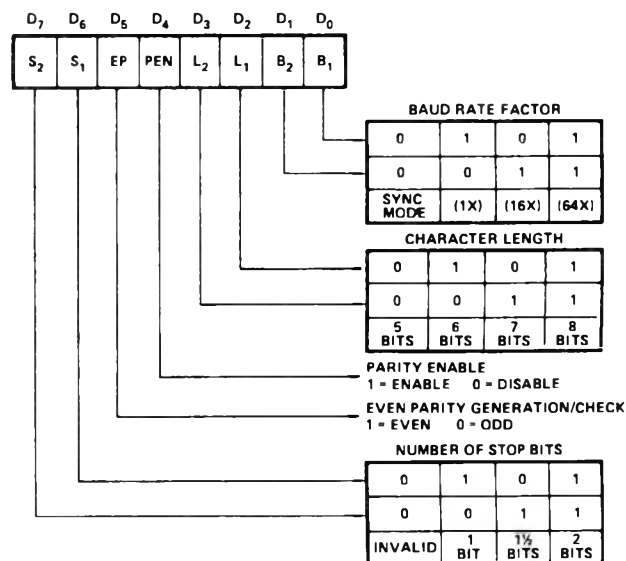 D7 D6 D5 D4 D3 D2 D1 D0
S2 S1 EP PEN L2 L1 B2 B1
BAUD RATE FACTOR
0 1 0 1
0 0 1 1
SYNC MODE (1X) (16X) (64X)
CHARACTER LENGTH
0 1 0 1
0 0 1 1
5 BITS 6 BITS 7 BITS 8 BITS
PARITY ENABLE
1 = ENABLE 0 = DISABLE
EVEN PARITY GENERATION/CHECK
1 = EVEN 0 = ODD
NUMBER OF STOP BITS
0 1 0 1
0 0 1 1
INVALID 1 BIT 1½ BITS 2 BITS